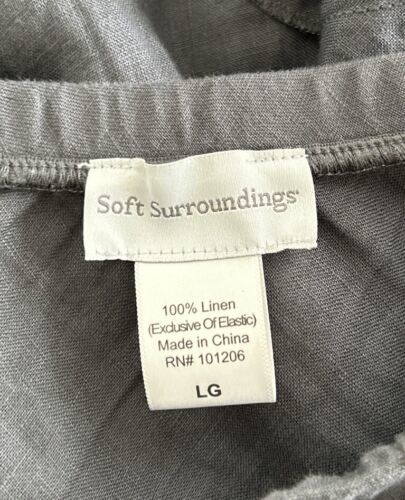 Soft Surroundings
100% Linen
(Exclusive Of Elastic)
Made in China
RN# 101206
LG